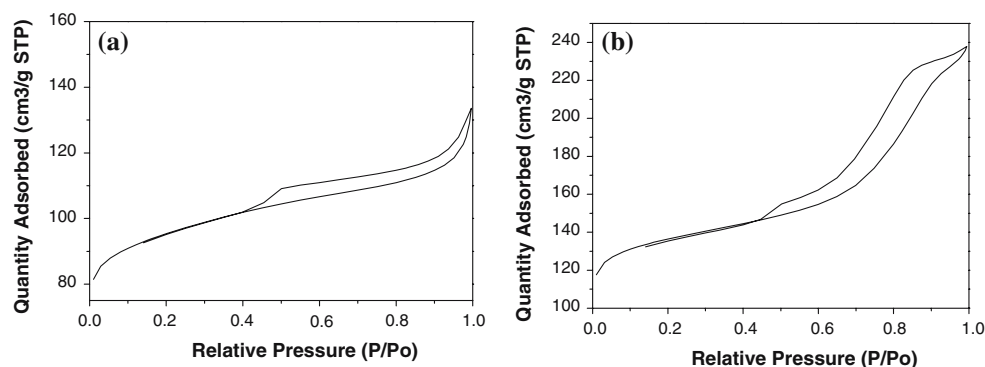 (a)
Quantity Adsorbed (cm3/g STP)
160
140
120
100
80
0.0 0.2 0.4 0.6 0.8 1.0
Relative Pressure (P/Po)
(b)
Quantity Adsorbed (cm3/g STP)
240
220
200
180
160
140
120
100
0.0 0.2 0.4 0.6 0.8 1.0
Relative Pressure (P/Po)